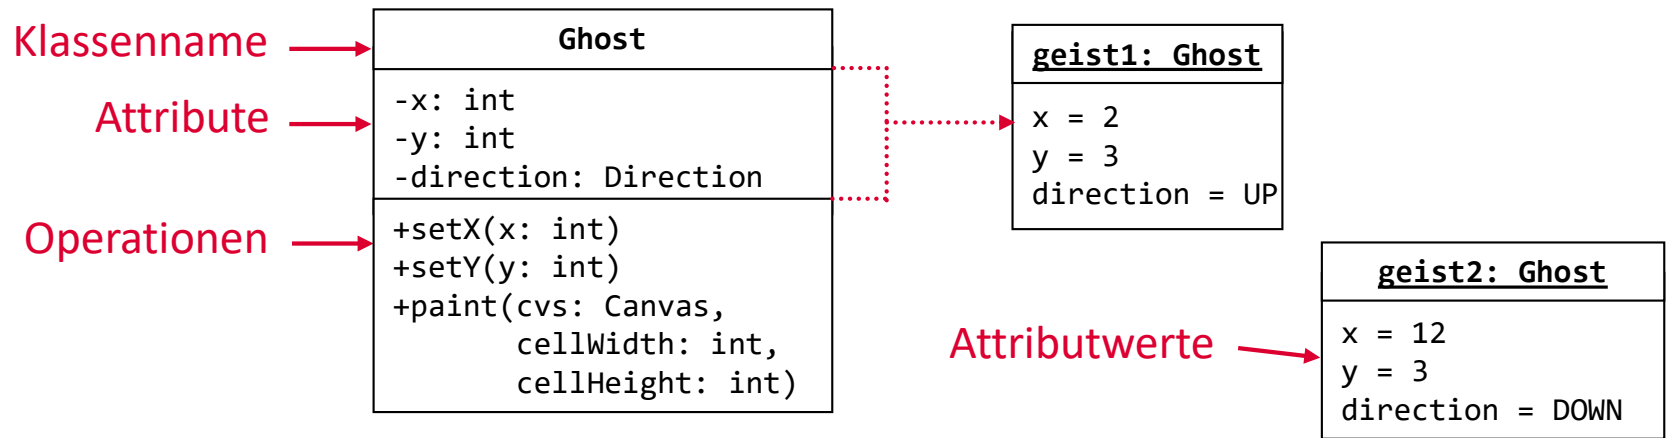 Klassenname
Attribute
Operationen
Ghost
-x: int
-y: int
-direction: Direction
+setX(x: int)
+setY(y: int)
+paint(cvs: Canvas,
cellWidth: int,
cellHeight: int)
geist1: Ghost
x = 2
y = 3
direction = UP
Attributwerte
geist2: Ghost
x = 12
y = 3
direction = DOWN